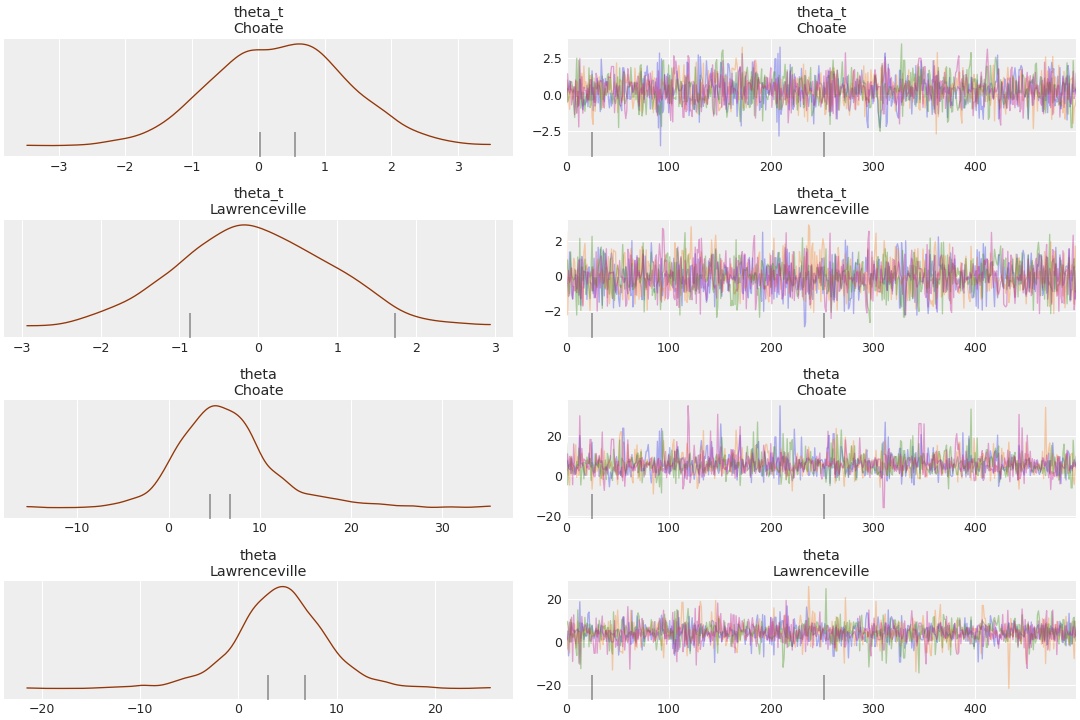 theta_t
Choate
theta_t
Choate
2.5
0.0
−2.5
−3 −2 −1 0 1 2 3
0 100 200 300 400
theta_t
Lawrenceville
theta_t
Lawrenceville
2
0
−2
−3 −2 −1 0 1 2 3
0 100 200 300 400
theta
Choate
theta
Choate
20
0
−20
−10 0 10 20 30
0 100 200 300 400
theta
Lawrenceville
theta
Lawrenceville
20
0
−20
−20 −10 0 10 20
0 100 200 300 400